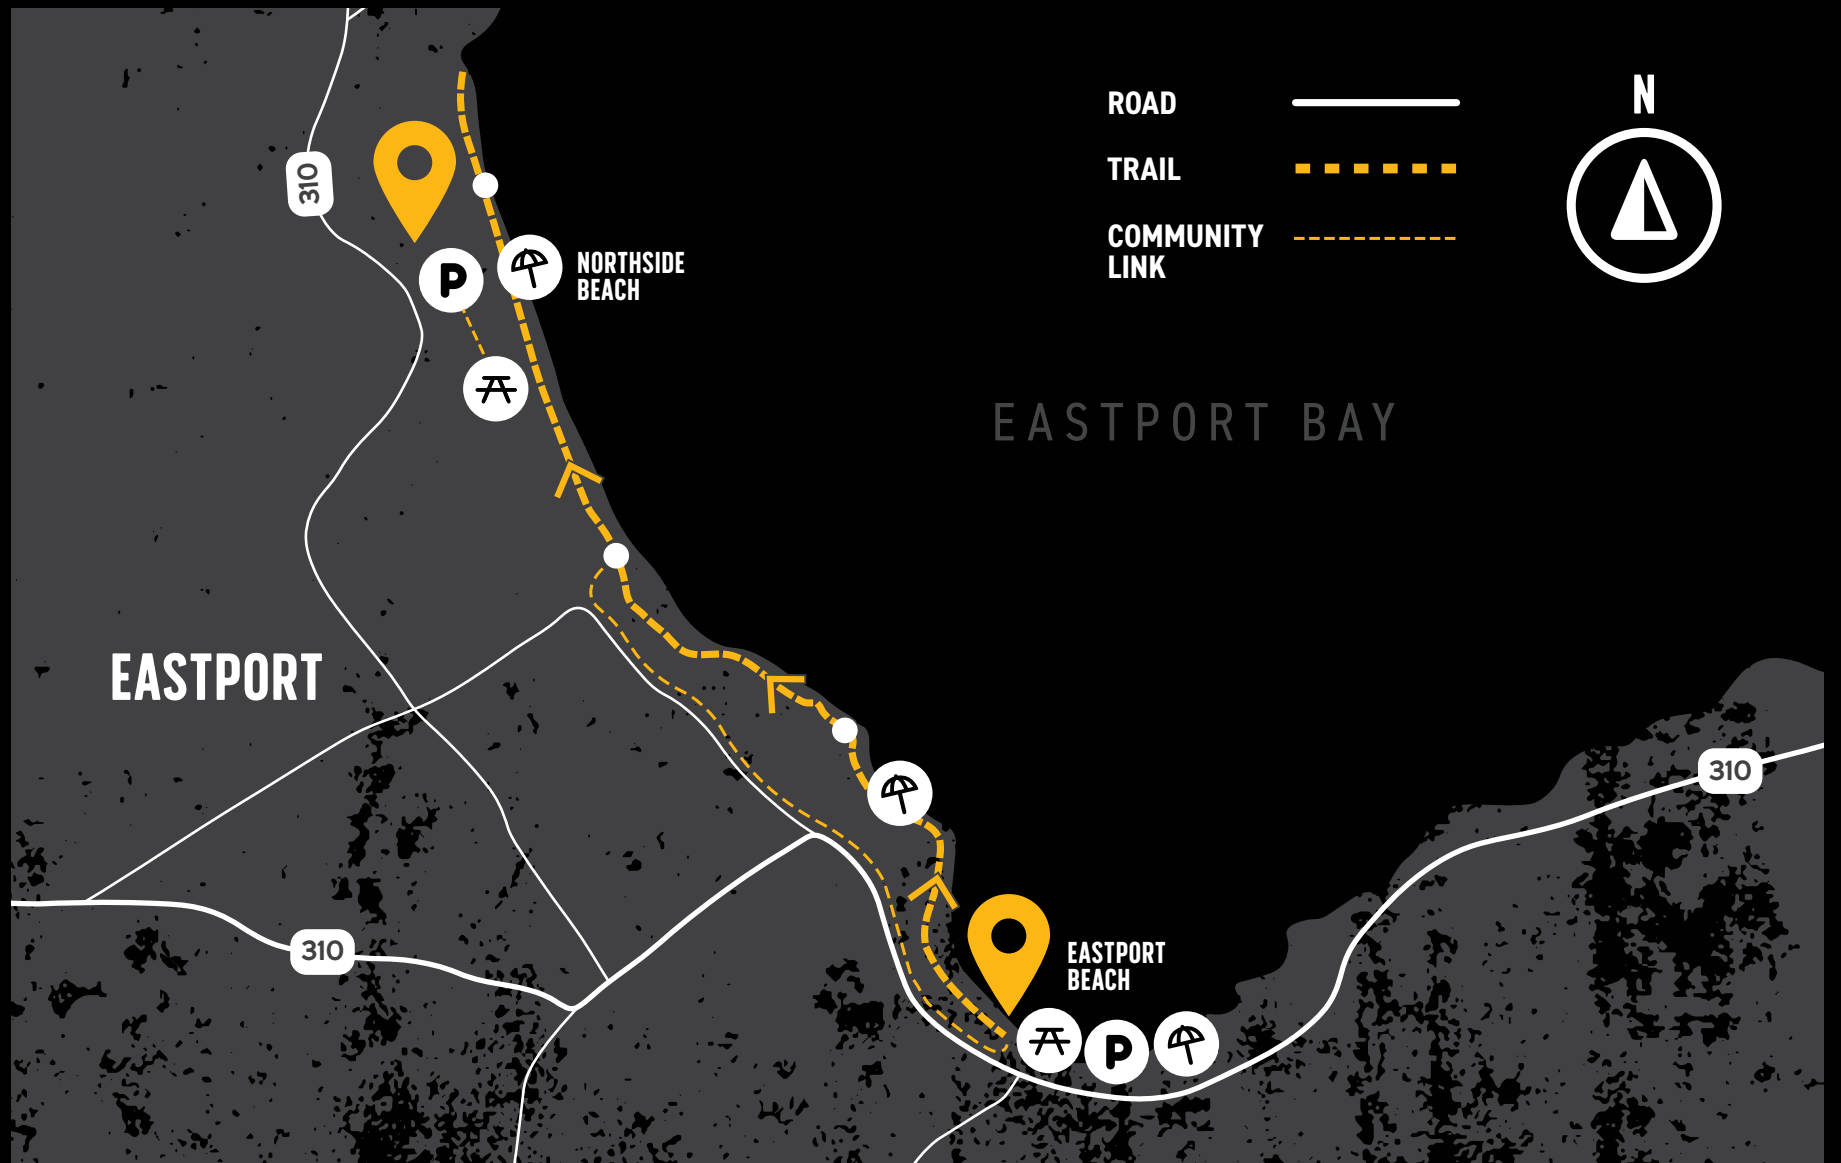 ROAD
N
TRAIL
COMMUNITY
LINK
310
P
NORTHSIDE
BEACH
EASTPORT BAY
EASTPORT
310
310
EASTPORT
BEACH
P